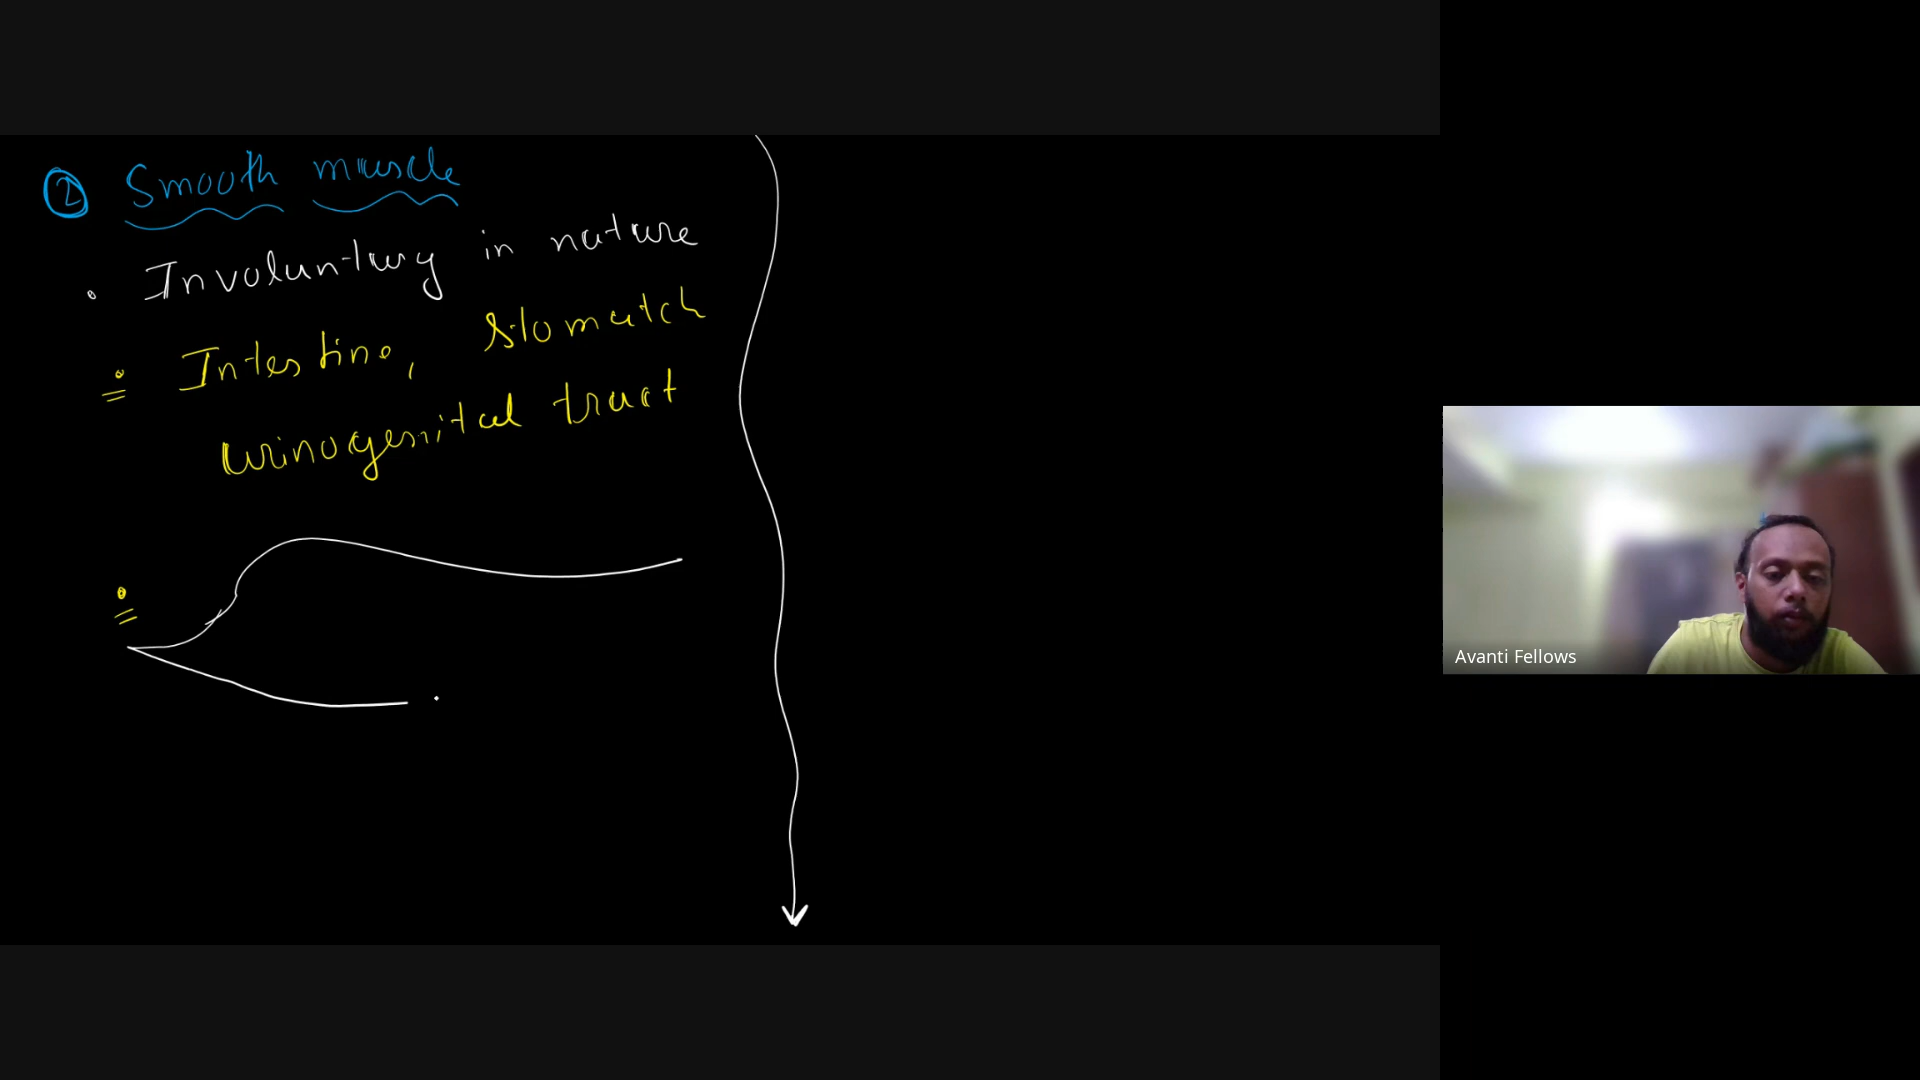 ② Smooth muscle
• Involuntary in nature
Intestine, Stomatch
urinogenital tract
Avanti Fellows